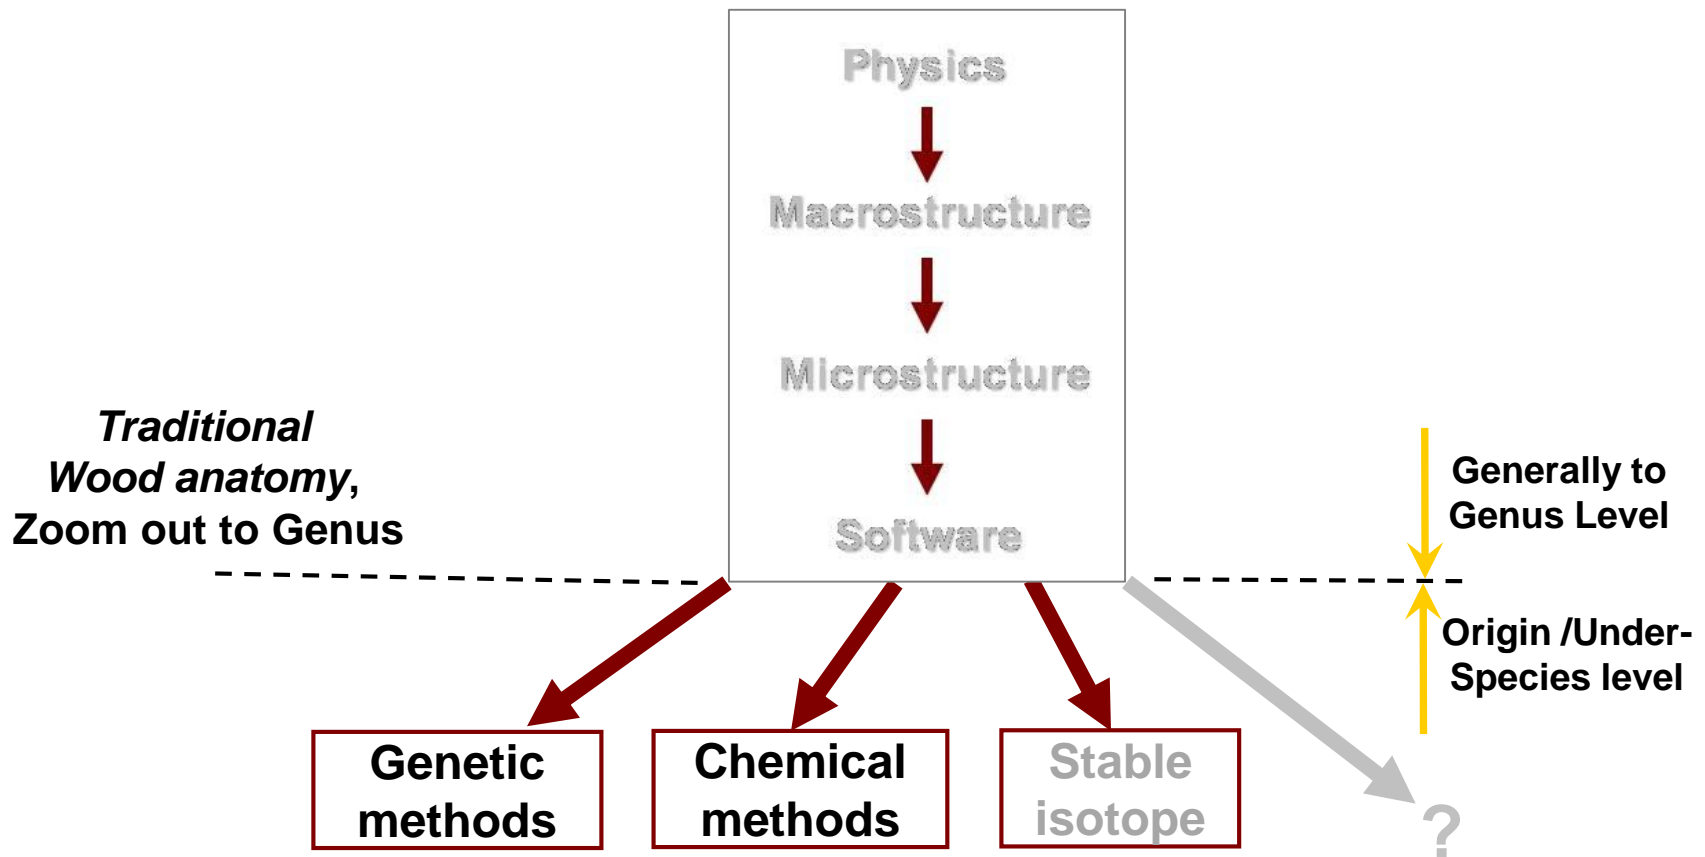 Physics
Macrostructure
Microstructure
Software
Traditional
Wood anatomy,
Zoom out to Genus
Generally to
Genus Level
Origin /Under-
Species level
Genetic
methods
Chemical
methods
Stable
isotope
?